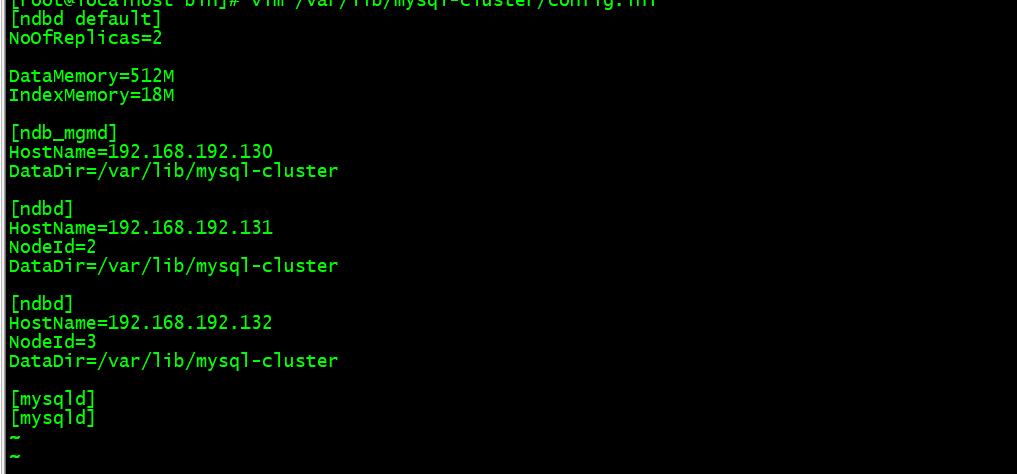 [root@localhost bin]# vim /var/lib/mysql-cluster/config.ini
[ndbd default]
NoOfReplicas=2
DataMemory=512M
IndexMemory=18M
[ndb_mgmd]
HostName=192.168.192.130
DataDir=/var/lib/mysql-cluster
[ndbd]
HostName=192.168.192.131
NodeId=2
DataDir=/var/lib/mysql-cluster
[ndbd]
HostName=192.168.192.132
NodeId=3
DataDir=/var/lib/mysql-cluster
[mysqld]
[mysqld]
~
~